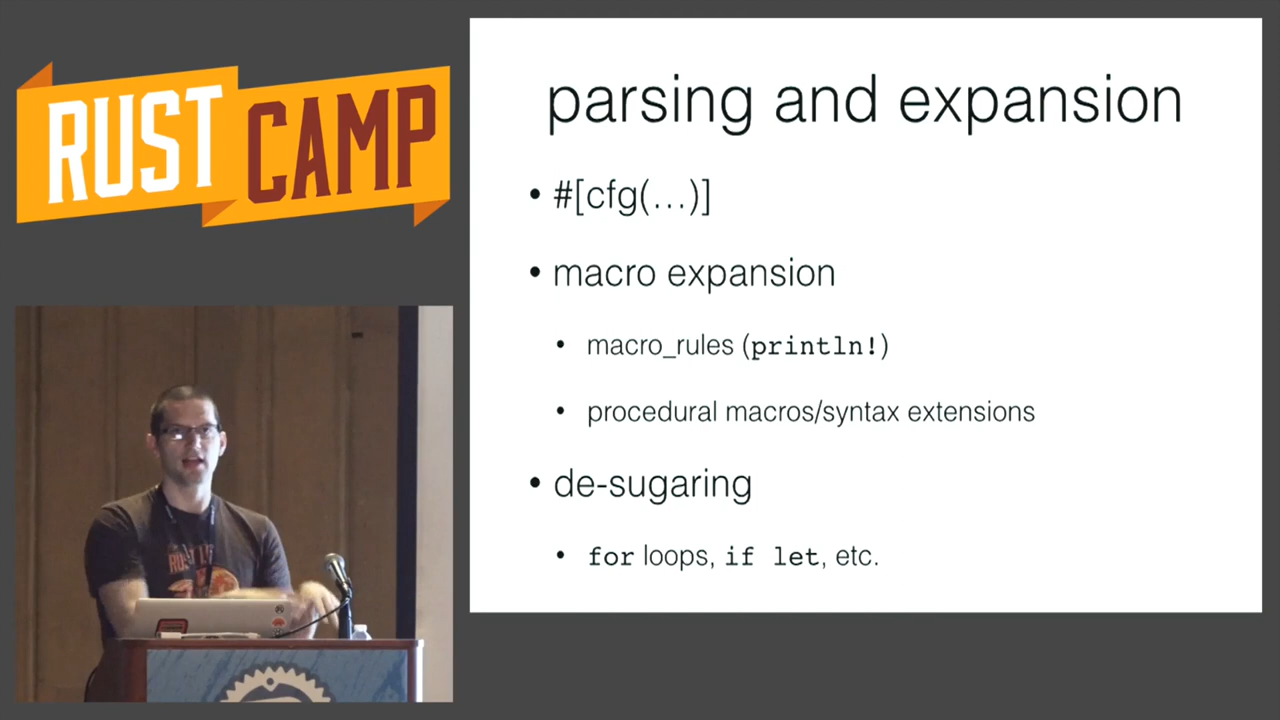 RUST CAMP
parsing and expansion
• #[cfg(...)]
• macro expansion
• macro_rules (println!)
• procedural macros/syntax extensions
• de-sugaring
• for loops, if let, etc.